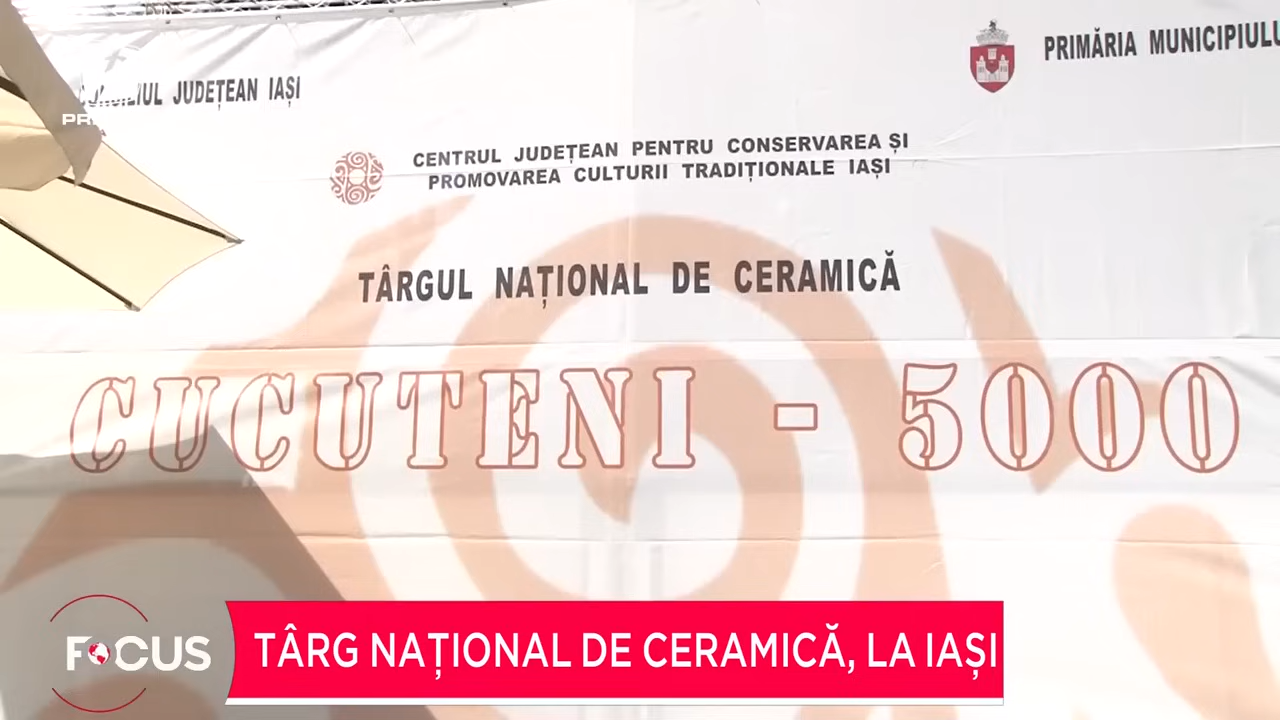 JUDEȚEAN IAȘI
PRIMĂRIA MUNICIPIULU
CENTRUL JUDEȚEAN PENTRU CONSERVAREA ȘI
PROMOVAREA CULTURII TRADIȚIONALE IAȘI
TÂRGUL NAȚIONAL DE CERAMICĂ
CUCUTENI - 5000
FOCUS
TÂRG NAȚIONAL DE CERAMICĂ, LA IAȘI